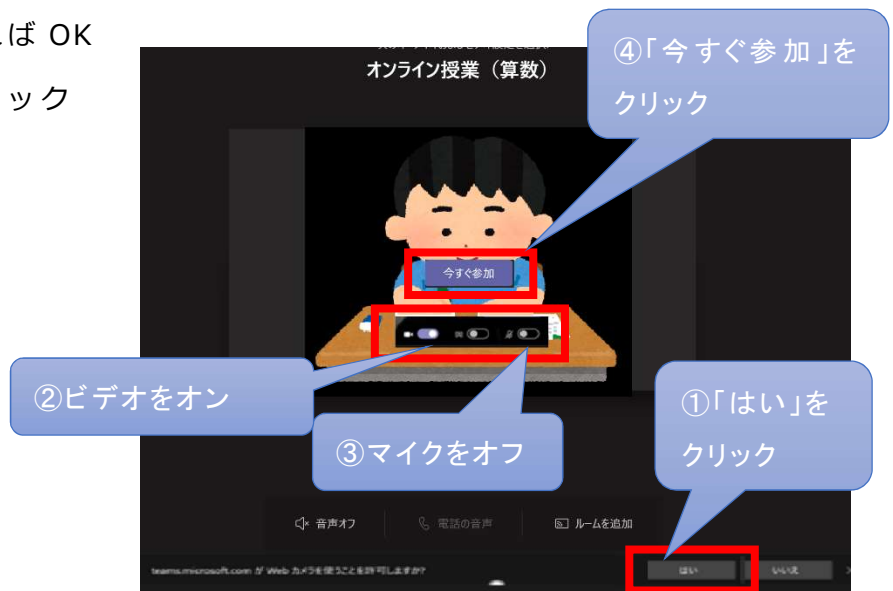 ば OK
ック
オンライン授業（算数）
④「今すぐ参加」を
クリック
今すぐ参加
②ビデオをオン
③マイクをオフ
①「はい」を
クリック
音声オフ
電話の音声
ルームを追加
teams.microsoft.com が Web カメラを使うことを許可しますか?
はい
いいえ